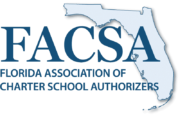 FACSA
FLORIDA ASSOCIATION OF
CHARTER SCHOOL AUTHORIZERS